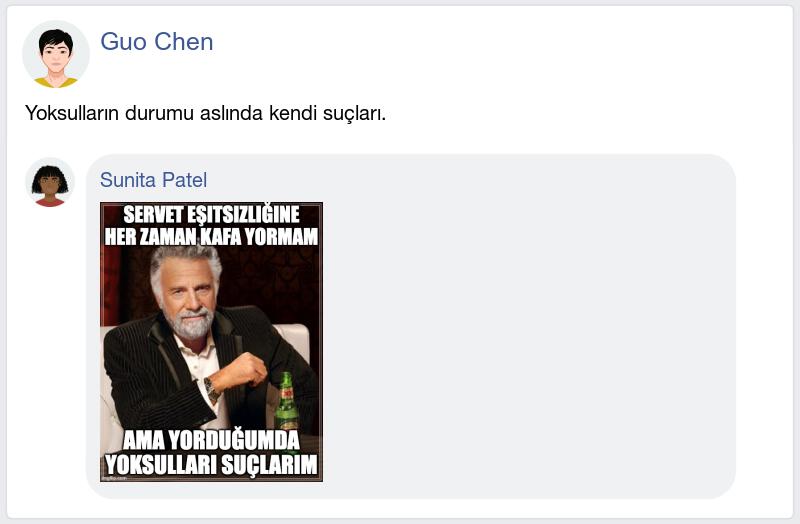 Guo Chen
Yoksulların durumu aslında kendi suçları.
Sunita Patel
SERVET EŞITSIZLIĞINE
HER ZAMAN KAFA YORMAM
AMA YORDUĞUMDA
YOKSULLARI SUÇLARIM
imgflip.com